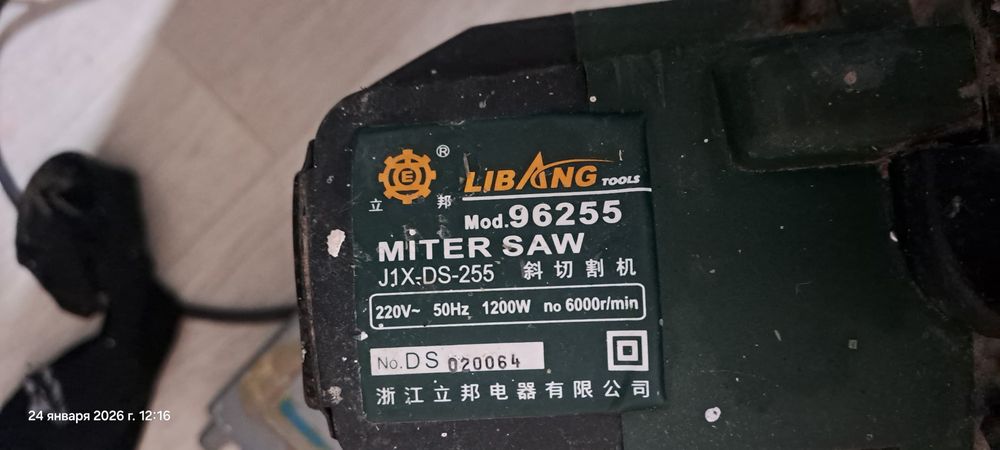 E
®
LIBANG TOOLS
立邦
Mod.96255
MITER SAW
J1X-DS-255 斜切割机
220V~ 50Hz 1200W no 6000r/min
No.DS 020064
浙江立邦电器有限公司
24 января 2026 г. 12:16